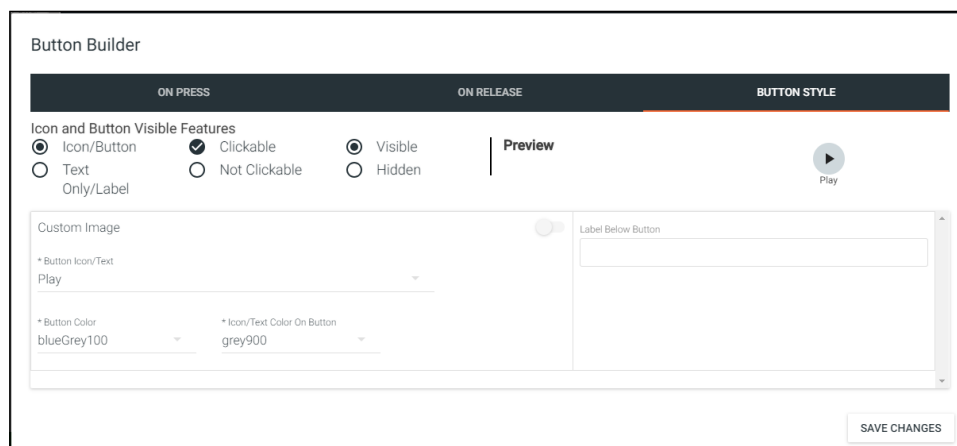 Button Builder
ON PRESS
ON RELEASE
BUTTON STYLE
Icon and Button Visible Features
Icon/Button
Clickable
Visible
Preview
Text
Only/Label
Not Clickable
Hidden
Play
Custom Image
Label Below Button
* Button Icon/Text
Play
* Button Color
* Icon/Text Color On Button
blueGrey100
grey900
SAVE CHANGES